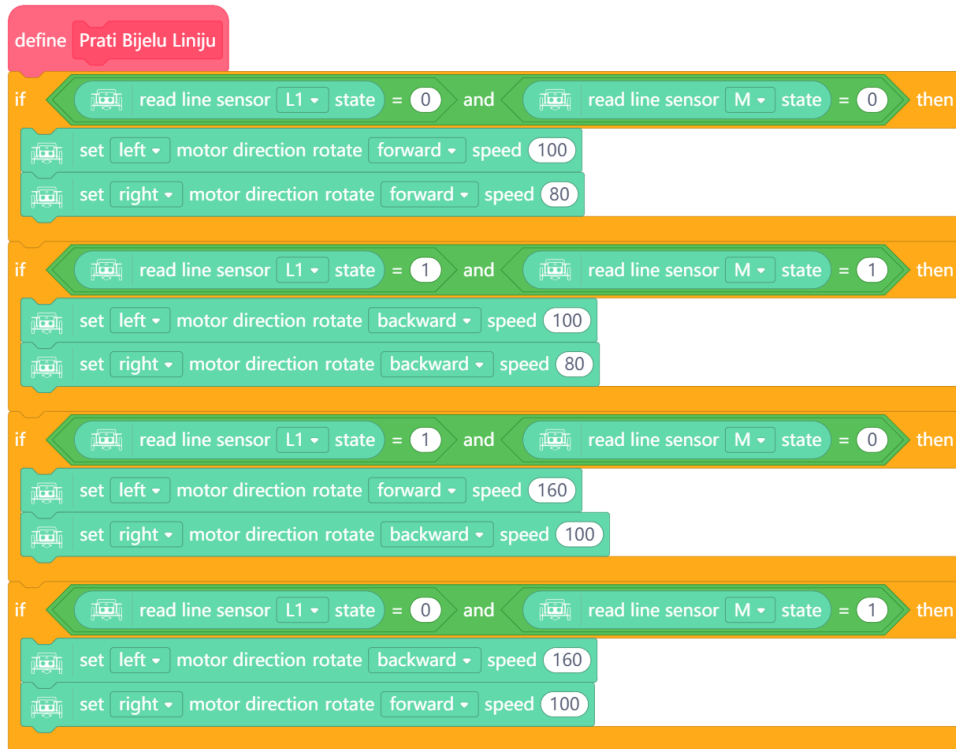 define Prati Bijelu Liniju
if read line sensor L1 state = 0 and read line sensor M state = 0 then
set left motor direction rotate forward speed 100
set right motor direction rotate forward speed 80
if read line sensor L1 state = 1 and read line sensor M state = 1 then
set left motor direction rotate backward speed 100
set right motor direction rotate backward speed 80
if read line sensor L1 state = 1 and read line sensor M state = 0 then
set left motor direction rotate forward speed 160
set right motor direction rotate backward speed 100
if read line sensor L1 state = 0 and read line sensor M state = 1 then
set left motor direction rotate backward speed 160
set right motor direction rotate forward speed 100